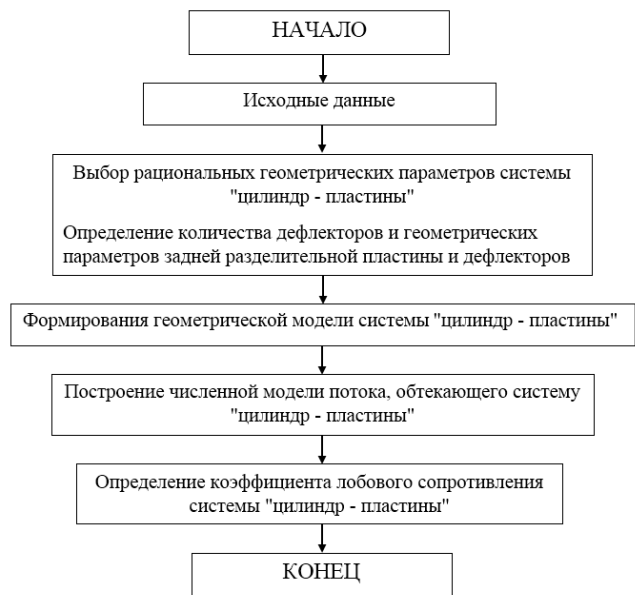 НАЧАЛО
Исходные данные
Выбор рациональных геометрических параметров системы
"цилиндр - пластины"
Определение количества дефлекторов и геометрических
параметров задней разделительной пластины и дефлекторов
Формирования геометрической модели системы "цилиндр - пластины"
Построение численной модели потока, обтекающего систему
"цилиндр - пластины"
Определение коэффициента лобового сопротивления
системы "цилиндр - пластины"
КОНЕЦ